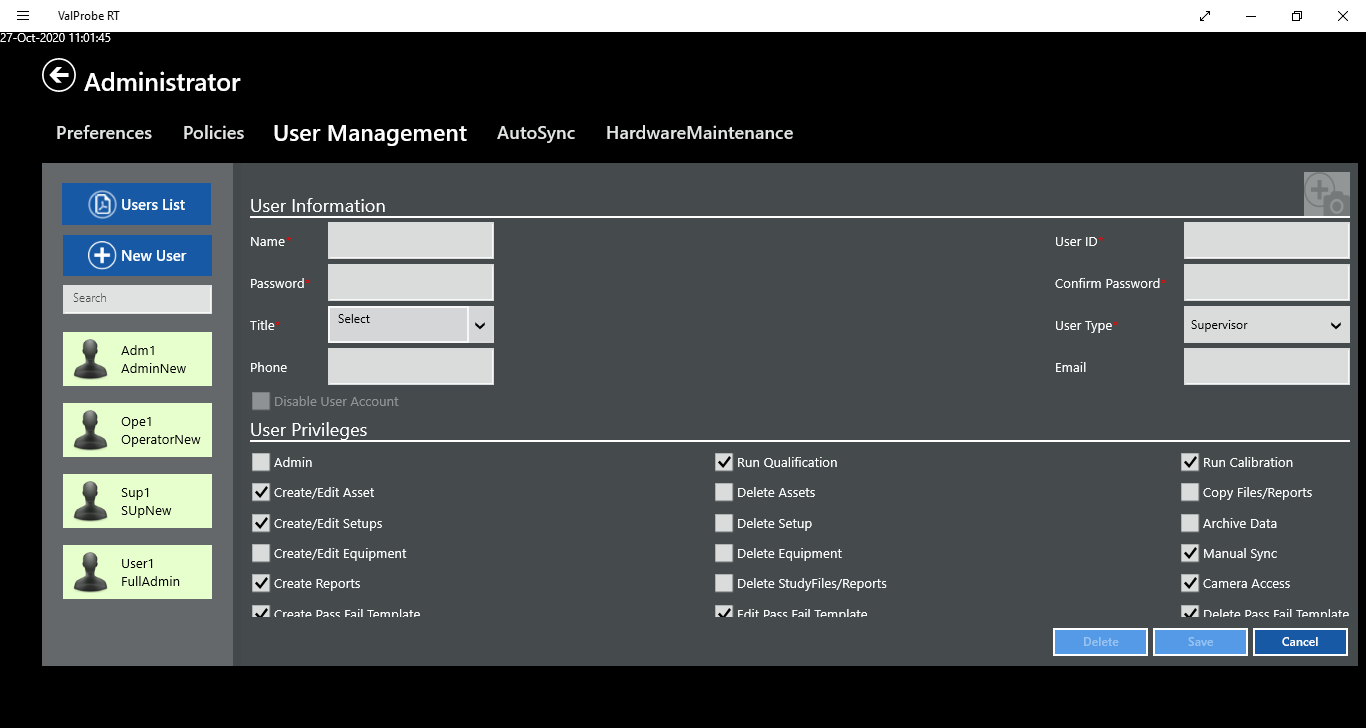 ValProbe RT
27-Oct-2020 11:01:45
Administrator
Preferences Policies User Management AutoSync HardwareMaintenance
Users List
New User
Search
Adm1
AdminNew
Ope1
OperatorNew
Sup1
SUpNew
User1
FullAdmin
User Information
Name* User ID*
Password* Confirm Password*
Title* Select User Type* Supervisor
Phone Email
Disable User Account
User Privileges
Admin Run Qualification Run Calibration
Create/Edit Asset Delete Assets Copy Files/Reports
Create/Edit Setups Delete Setup Archive Data
Create/Edit Equipment Delete Equipment Manual Sync
Create Reports Delete StudyFiles/Reports Camera Access
Create Pass Fail Template Edit Pass Fail Template Delete Pass Fail Template
Delete Save Cancel